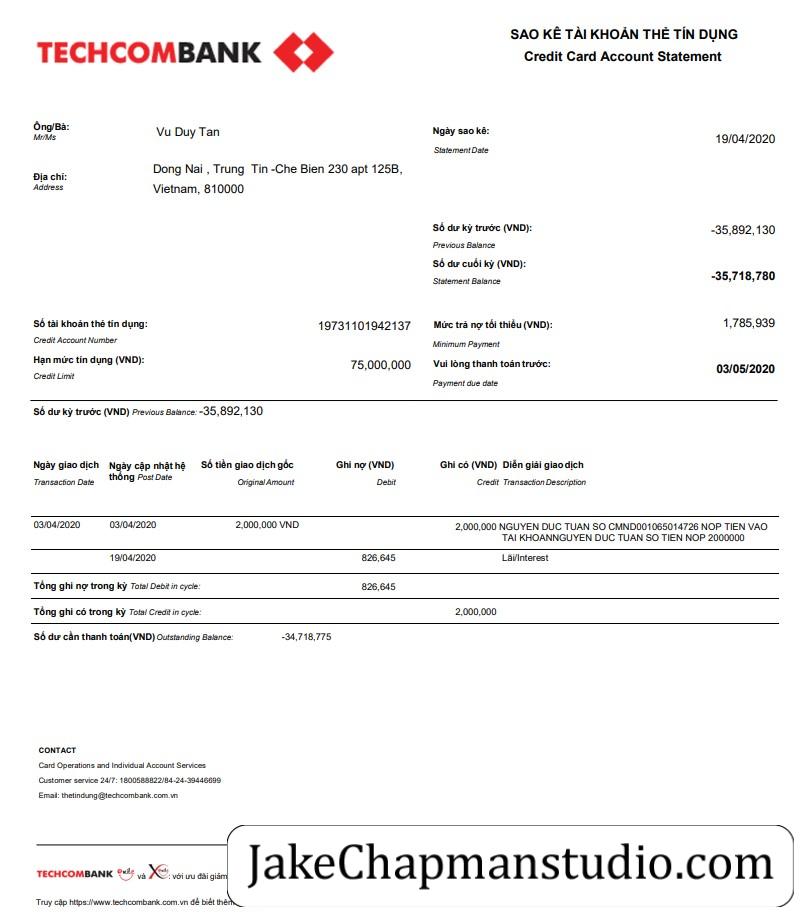 TECHCOMBANK
SAO KÊ TÀI KHOẢN THẺ TÍN DỤNG
Credit Card Account Statement
Ông/Bà: Vu Duy Tan
Mr/Ms
Địa chỉ: Dong Nai , Trung Tin -Che Bien 230 apt 125B,
Address Vietnam, 810000
Ngày sao kê: 19/04/2020
Statement Date
Số dư kỳ trước (VND): -35,892,130
Previous Balance
Số dư cuối kỳ (VND): -35,718,780
Statement Balance
Số tài khoản thẻ tín dụng: 19731101942137
Credit Account Number
Hạn mức tín dụng (VND): 75,000,000
Credit Limit
Mức trả nợ tối thiểu (VND): 1,785,939
Minimum Payment
Vui lòng thanh toán trước: 03/05/2020
Payment due date
Số dư kỳ trước (VND) Previous Balance: -35,892,130
Ngày giao dịch Ngày cập nhật hệ thống Số tiền giao dịch gốc Ghi nợ (VND) Ghi có (VND) Diễn giải giao dịch
Transaction Date Post Date Original Amount Debit Credit Transaction Description
03/04/2020 03/04/2020 2,000,000 VND 2,000,000 NGUYEN DUC TUAN SO CMND001065014726 NOP TIEN VAO
TAI KHOANNGUYEN DUC TUAN SO TIEN NOP 2000000
19/04/2020 826,645 Lãi/Interest
Tổng ghi nợ trong kỳ Total Debit in cycle: 826,645
Tổng ghi có trong kỳ Total Credit in cycle: 2,000,000
Số dư cần thanh toán(VND) Outstanding Balance: -34,718,775
CONTACT
Card Operations and Individual Account Services
Customer service 24/7: 1800588822/84-24-39446699
Email: thetindung@techcombank.com.vn
TECHCOMBANK và : với ưu đãi giảm
Truy cập https://www.techcombank.com.vn để biết thêm
JakeChapmanstudio.com